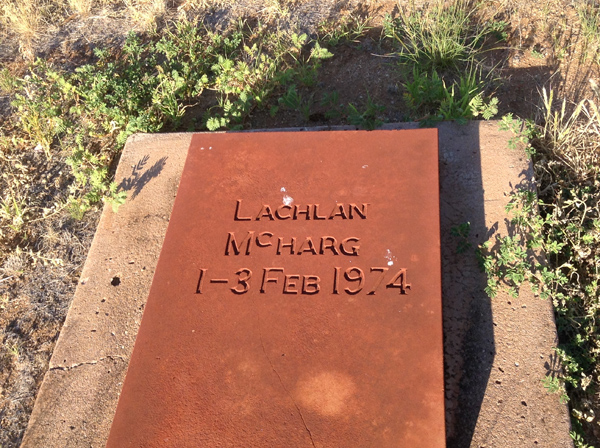 LACHLAN
McHARG
1-3 FEB 1974